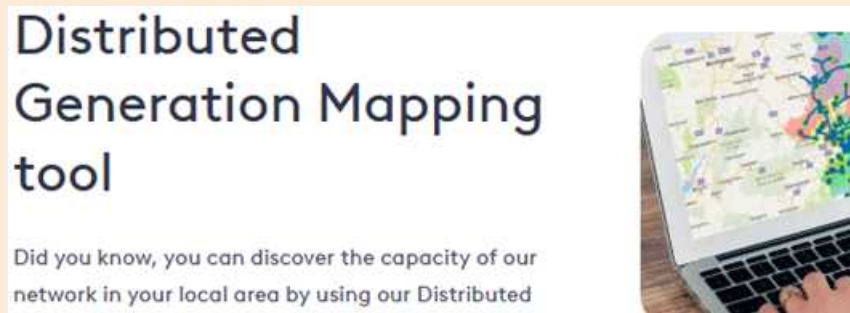 Distributed
Generation Mapping
tool
Did you know, you can discover the capacity of our
network in your local area by using our Distributed